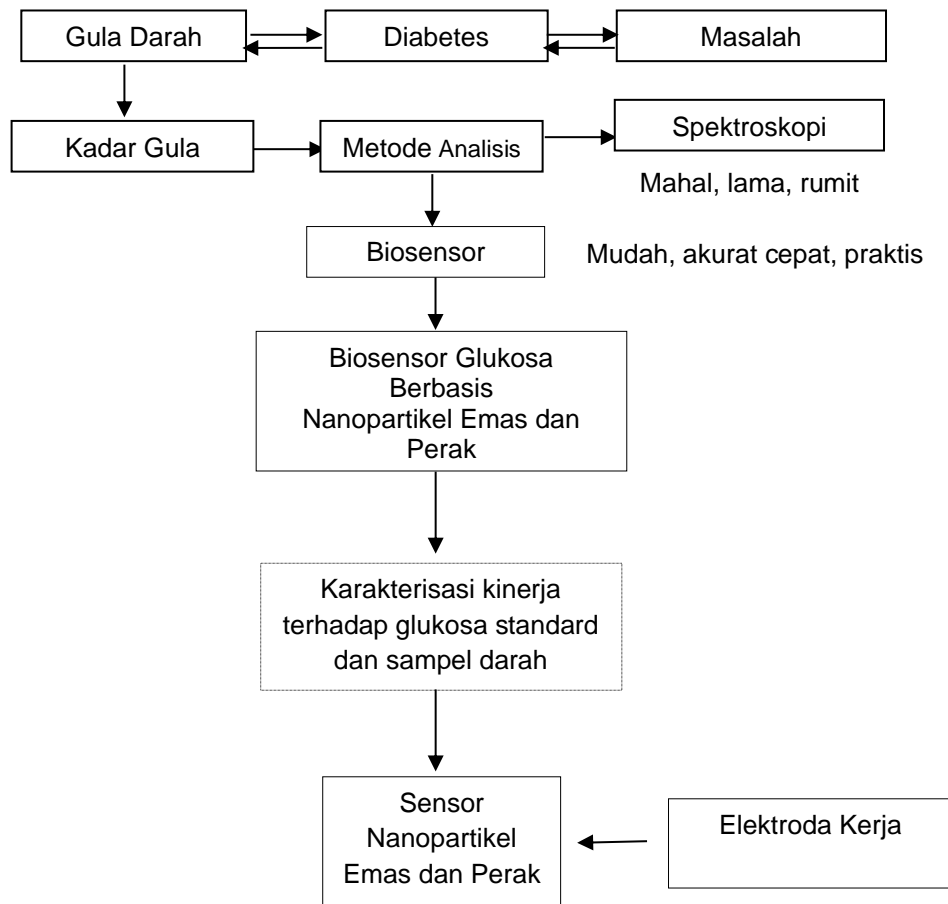 Gula Darah
Diabetes
Masalah
Kadar Gula
Metode Analisis
Spektroskopi
Mahal, lama, rumit
Biosensor
Mudah, akurat cepat, praktis
Biosensor Glukosa
Berbasis
Nanopartikel Emas dan
Perak
Karakterisasi kinerja
terhadap glukosa standard
dan sampel darah
Sensor
Nanopartikel
Emas dan Perak
Elektroda Kerja